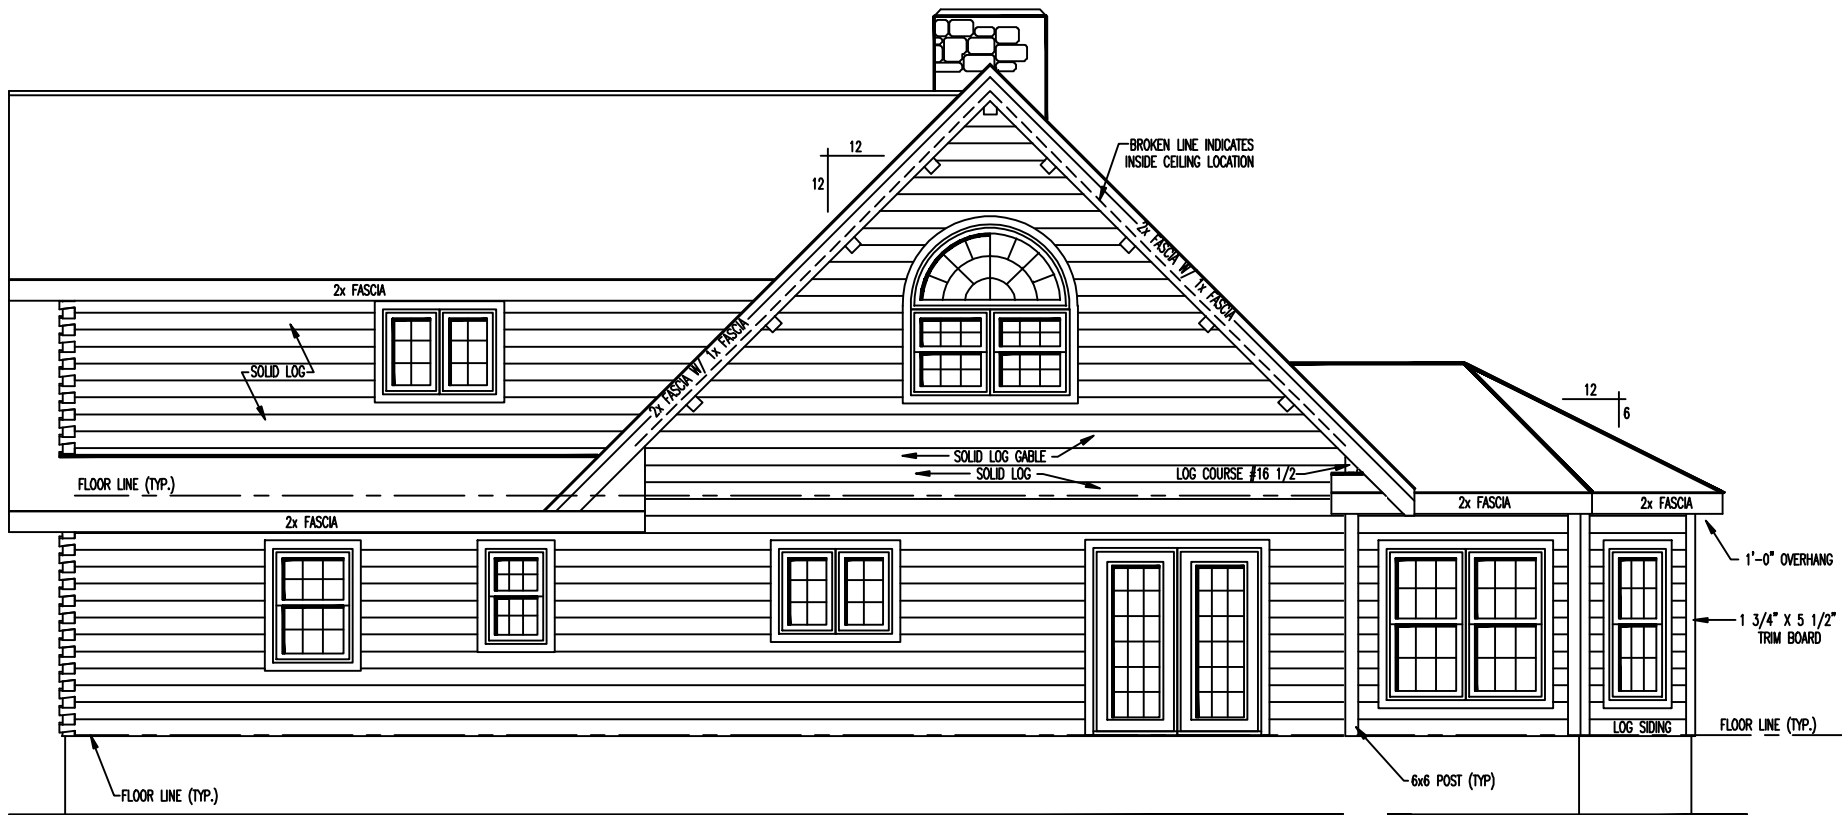 12
12
BROKEN LINE INDICATES
INSIDE CEILING LOCATION
2x FASCIA W/ 1x FASCIA
2x FASCIA
2x FASCIA W/ 1x FASCIA
SOLID LOG
12
6
SOLID LOG GABLE
SOLID LOG
LOG COURSE #16 1/2
FLOOR LINE (TYP.)
2x FASCIA
2x FASCIA
2x FASCIA
1'-0" OVERHANG
1 3/4" X 5 1/2"
TRIM BOARD
LOG SIDING
FLOOR LINE (TYP.)
6x6 POST (TYP)
FLOOR LINE (TYP.)